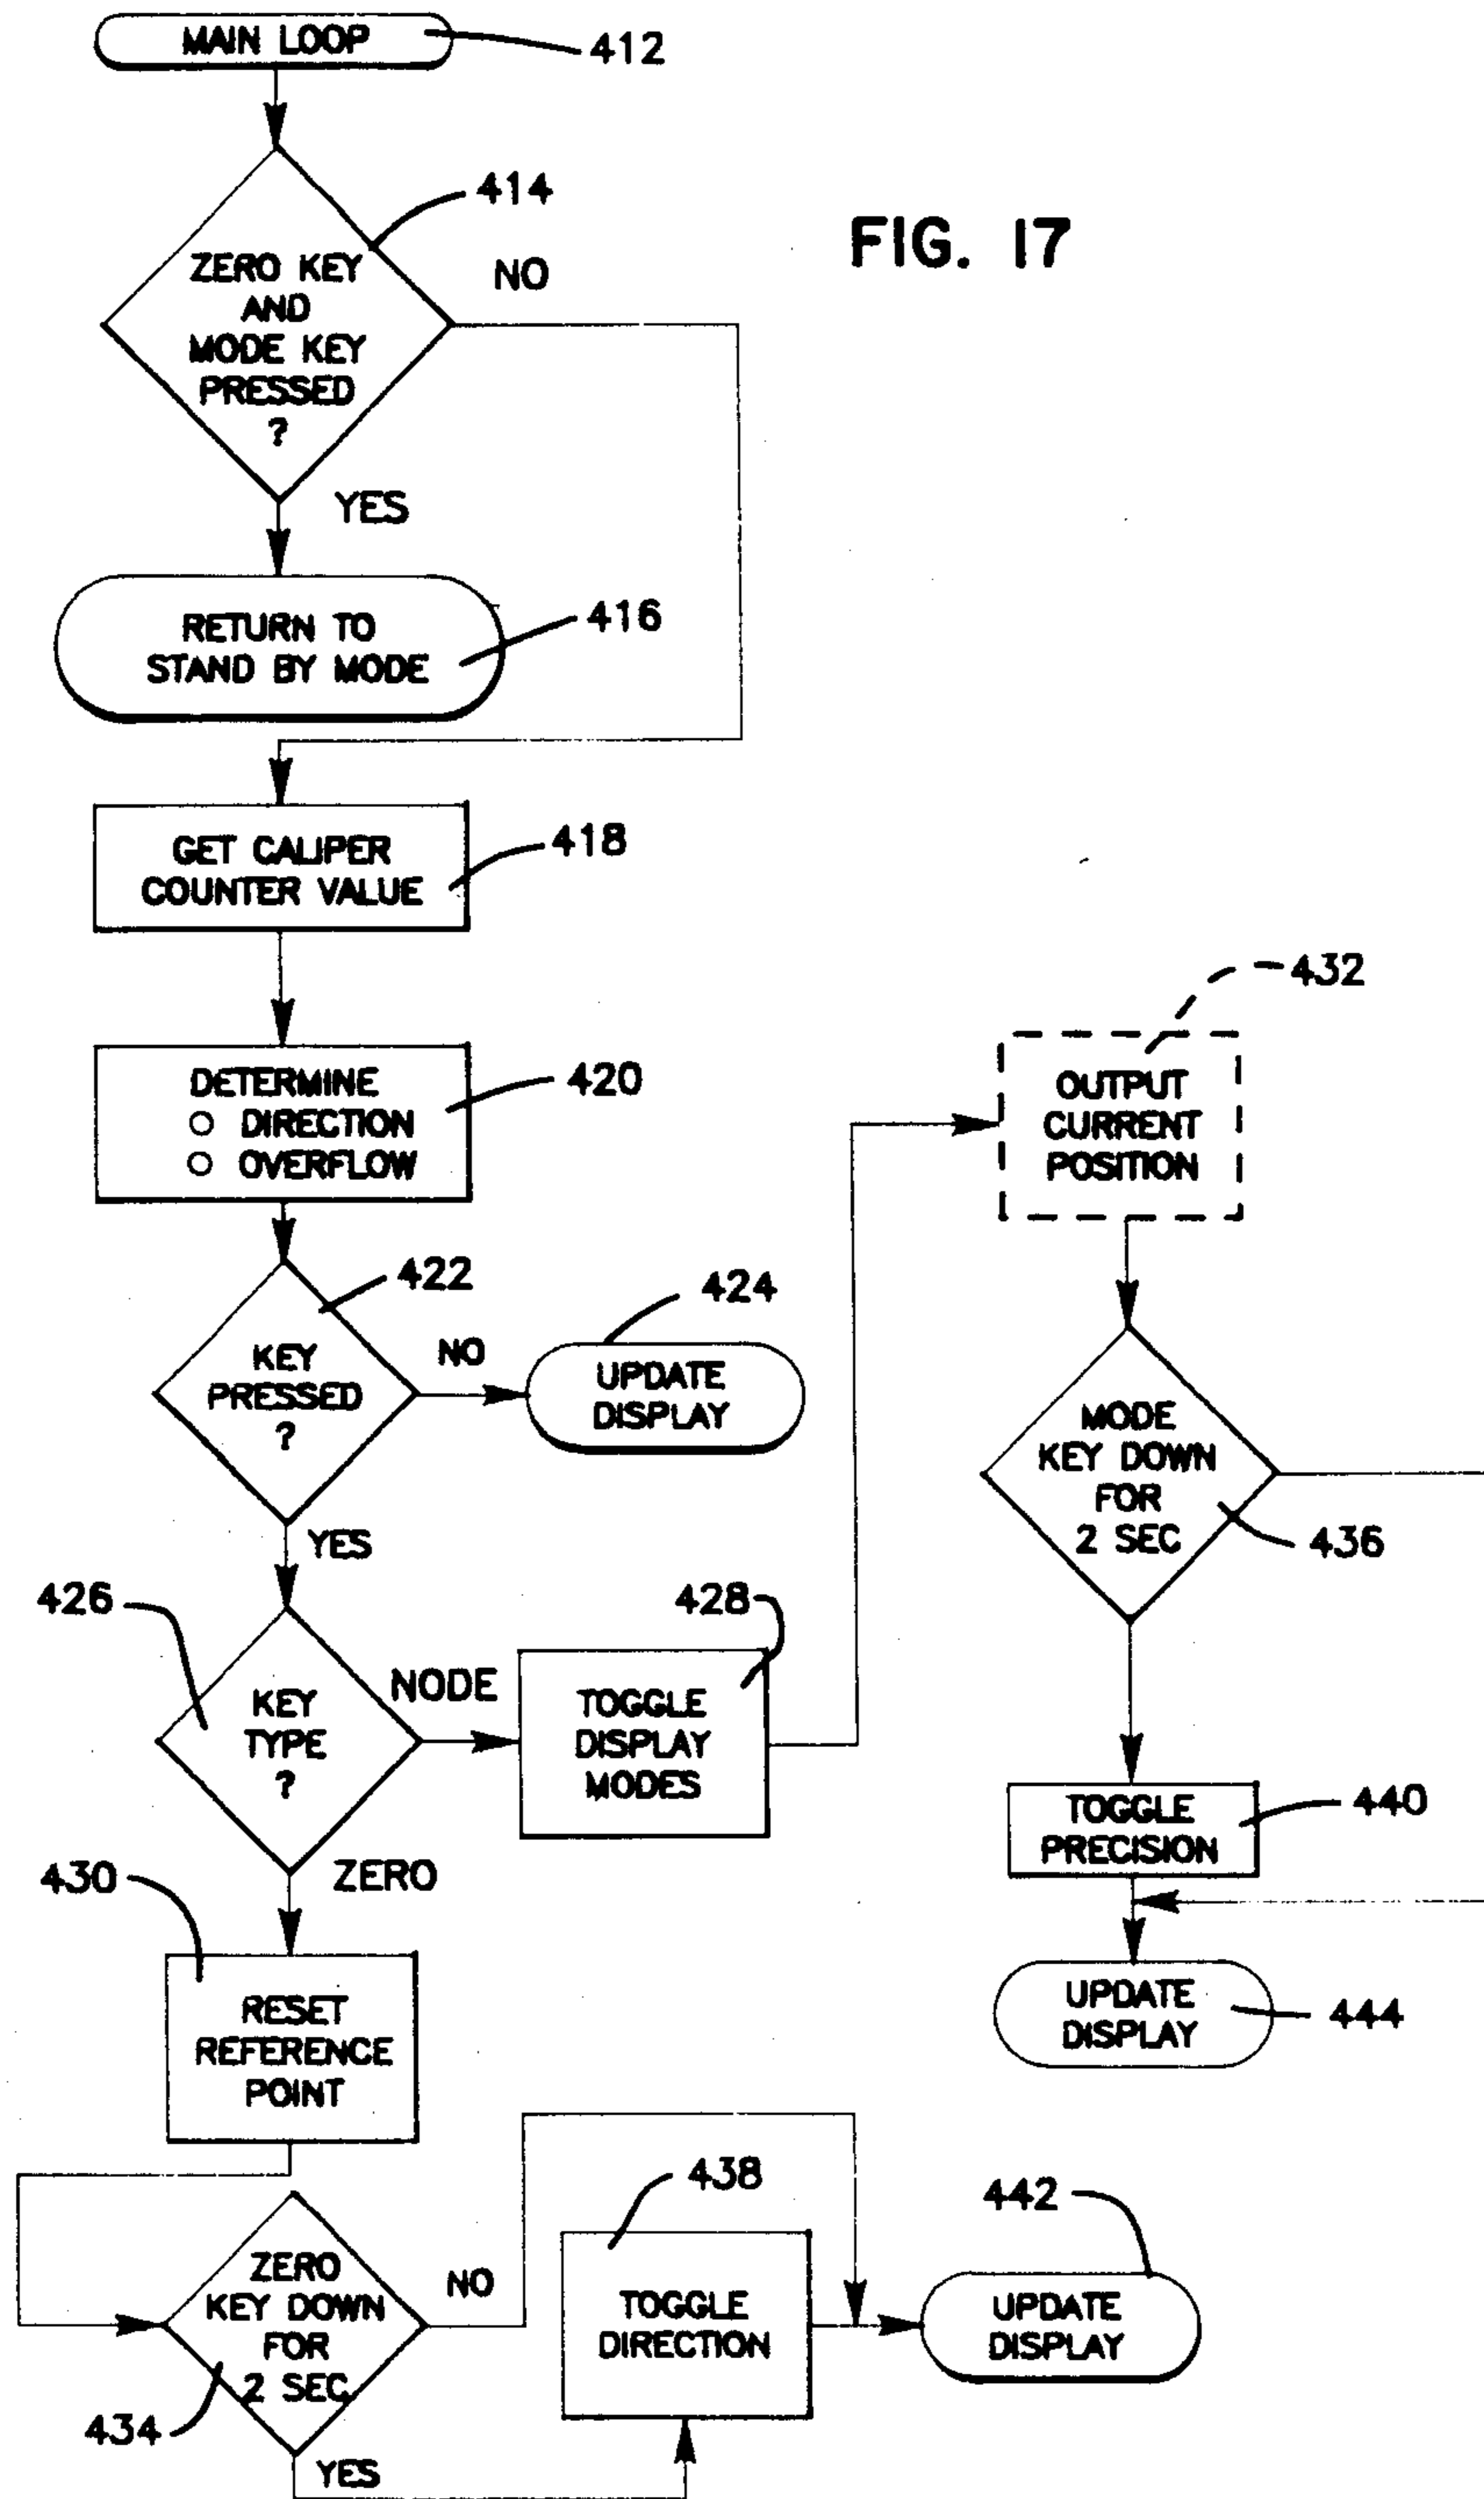 MAIN LOOP
412
414
FIG. 17
ZERO KEY
AND
MODE KEY
PRESSED
?
NO
YES
RETURN TO
STAND BY MODE
416
GET CALIPER
COUNTER VALUE
418
DETERMINE
○ DIRECTION
○ OVERFLOW
420
422
KEY
PRESSED
?
NO
424
UPDATE
DISPLAY
YES
426
KEY
TYPE
?
NODE
428
TOGGLE
DISPLAY
MODES
432
OUTPUT
CURRENT
POSITION
MODE
KEY DOWN
FOR
2 SEC
436
TOGGLE
PRECISION
440
UPDATE
DISPLAY
444
ZERO
430
RESET
REFERENCE
POINT
ZERO
KEY DOWN
FOR
2 SEC
434
NO
YES
438
TOGGLE
DIRECTION
442
UPDATE
DISPLAY